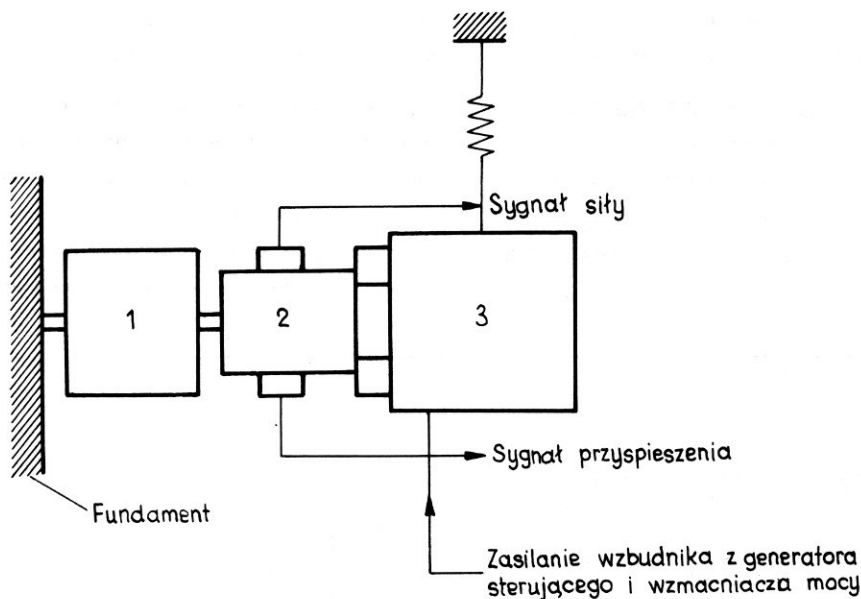 Sygnał siły
1
2
3
Sygnał przyspieszenia
Fundament
Zasilanie wzbudnika z generatora
sterującego i wzmacniacza mocy